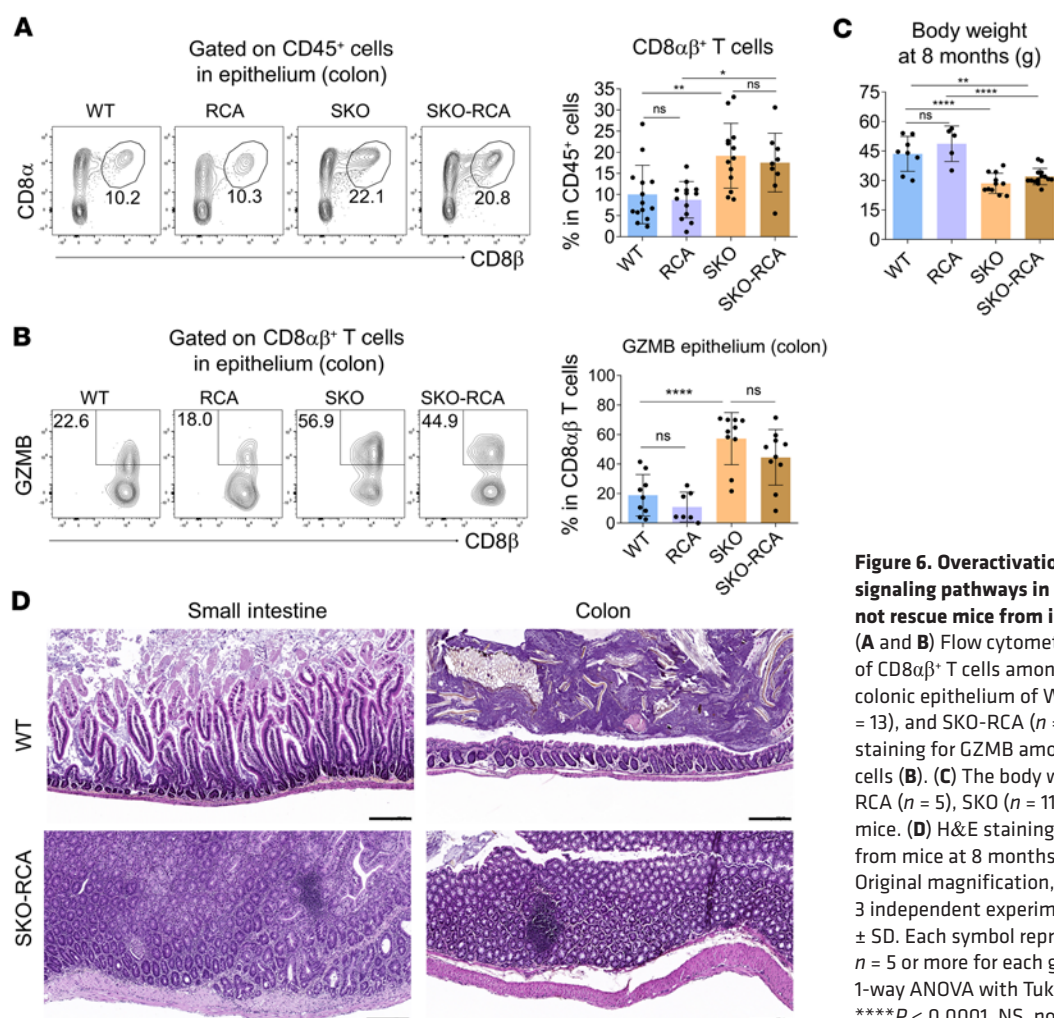 A
Gated on CD45⁺ cells
in epithelium (colon)
WT
RCA
SKO
SKO-RCA
CD8α
10.2
10.3
22.1
20.8
CD8β
CD8αβ⁺ T cells
% in CD45⁺ cells
35
30
25
20
15
10
5
0
*
**
ns
ns
WT
RCA
SKO
SKO-RCA
C
Body weight
at 8 months (g)
75
60
45
30
15
0
**
****
****
ns
WT
RCA
SKO
SKO-RCA
B
Gated on CD8αβ⁺ T cells
in epithelium (colon)
WT
RCA
SKO
SKO-RCA
GZMB
22.6
18.0
56.9
44.9
CD8β
GZMB epithelium (colon)
% in CD8αβ T cells
100
80
60
40
20
0
****
ns
ns
WT
RCA
SKO
SKO-RCA
D
Small intestine
Colon
WT
SKO-RCA
Figure 6. Overactivatio
signaling pathways in
not rescue mice from i
(A and B) Flow cytomet
of CD8αβ⁺ T cells among
colonic epithelium of W
= 13), and SKO-RCA (n =
staining for GZMB amo
cells (B). (C) The body w
RCA (n = 5), SKO (n = 11
mice. (D) H&E staining
from mice at 8 months
Original magnification,
3 independent experim
± SD. Each symbol repr
n = 5 or more for each g
1-way ANOVA with Tuk
****P < 0.0001. NS, no